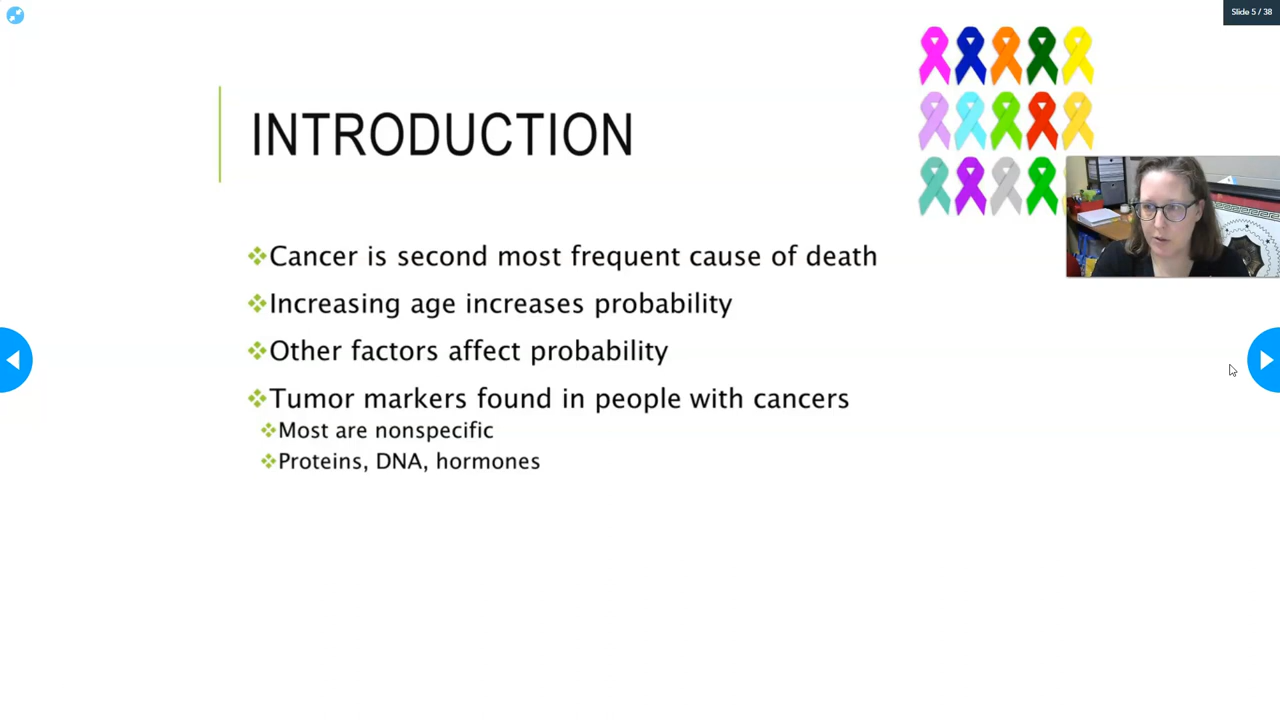 Slide 5 / 38
INTRODUCTION
Cancer is second most frequent cause of death
Increasing age increases probability
Other factors affect probability
Tumor markers found in people with cancers
Most are nonspecific
Proteins, DNA, hormones